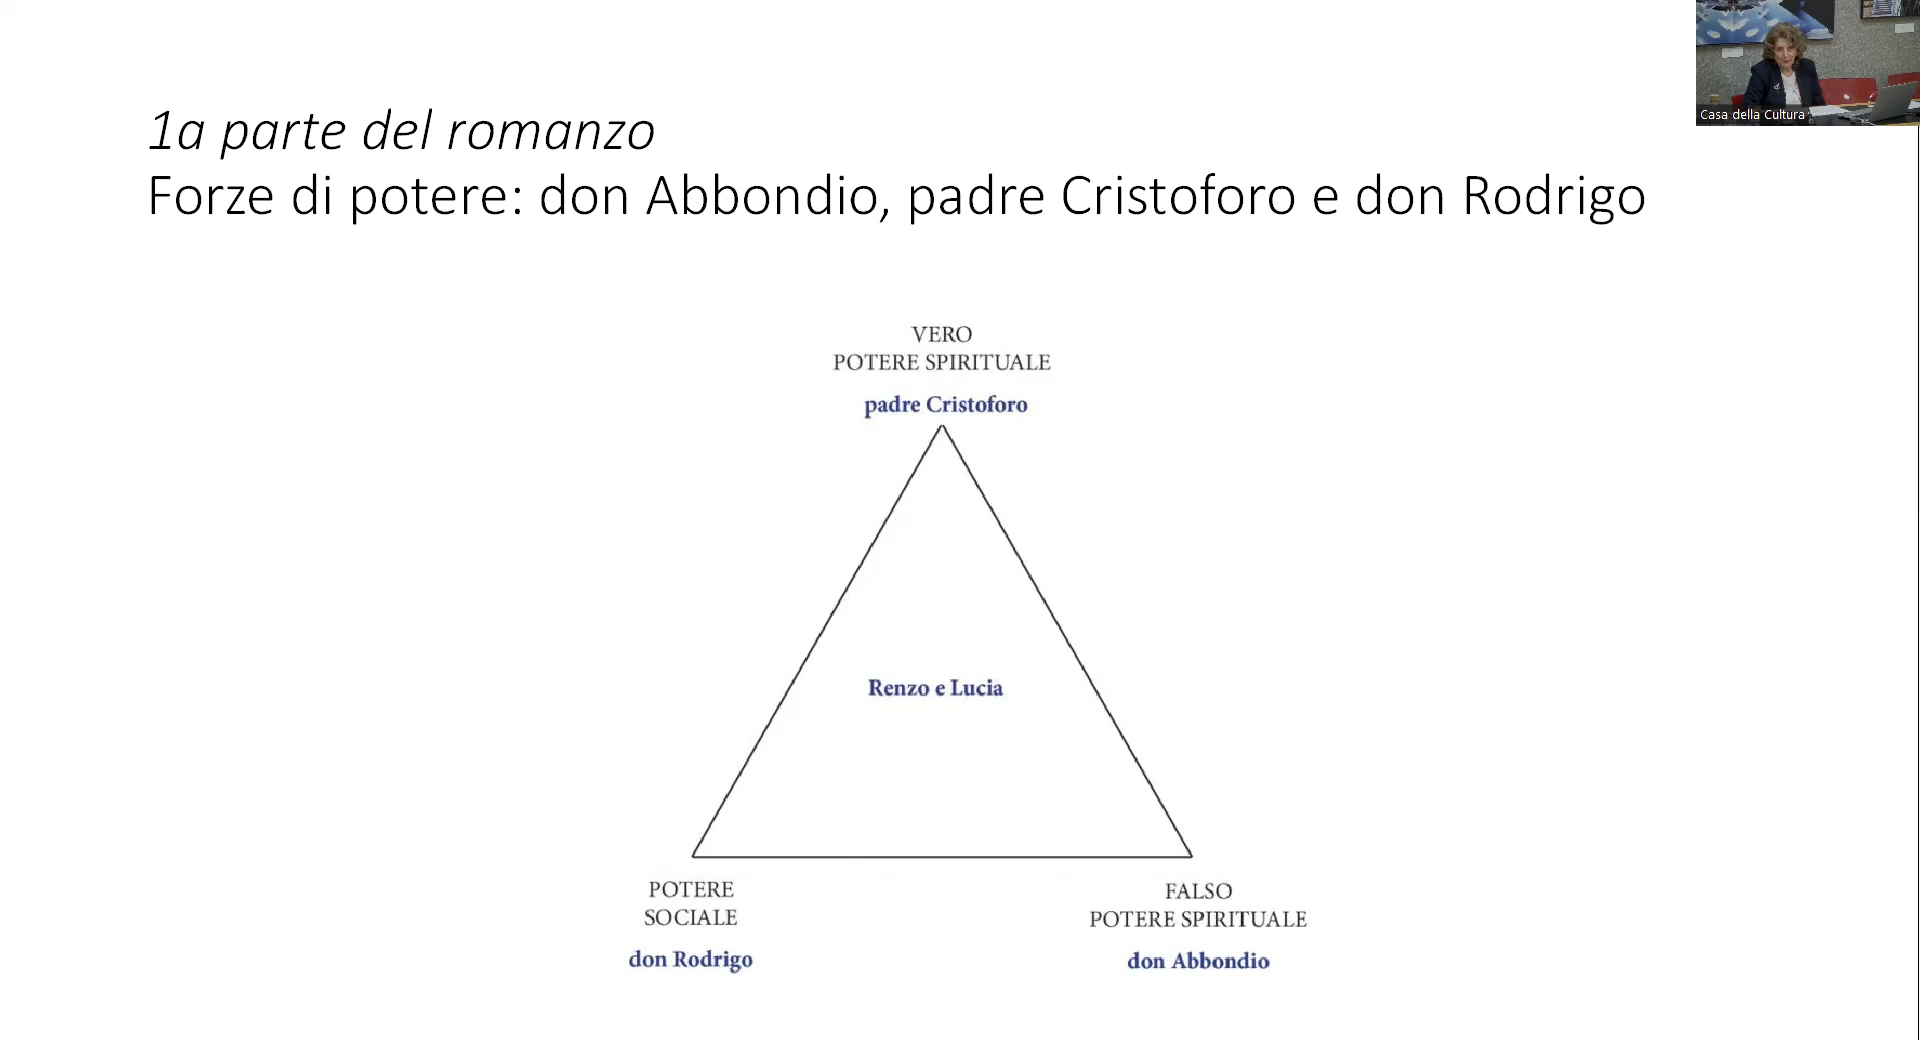 1a parte del romanzo
Forze di potere: don Abbondio, padre Cristoforo e don Rodrigo
Casa della Cultura
VERO
POTERE SPIRITUALE
padre Cristoforo
Renzo e Lucia
POTERE
SOCIALE
don Rodrigo
FALSO
POTERE SPIRITUALE
don Abbondio